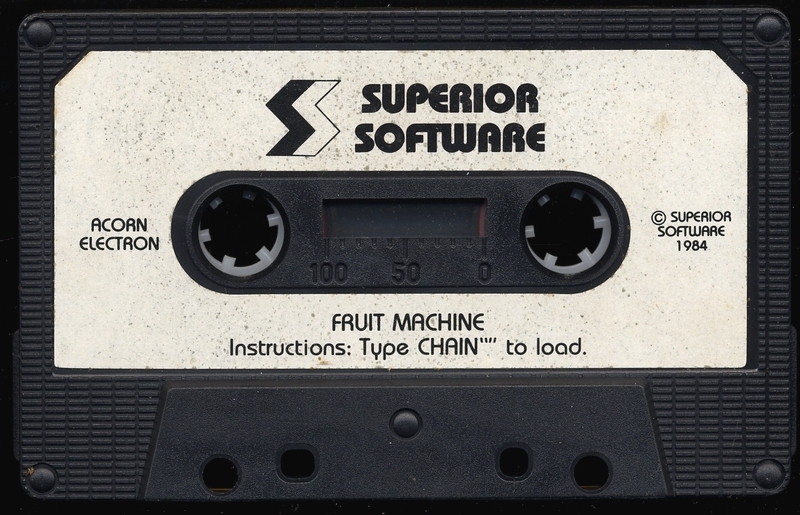 SUPERIOR
SOFTWARE
ACORN
ELECTRON
© SUPERIOR
SOFTWARE
1984
100 50 0
FRUIT MACHINE
Instructions: Type CHAIN"" to load.